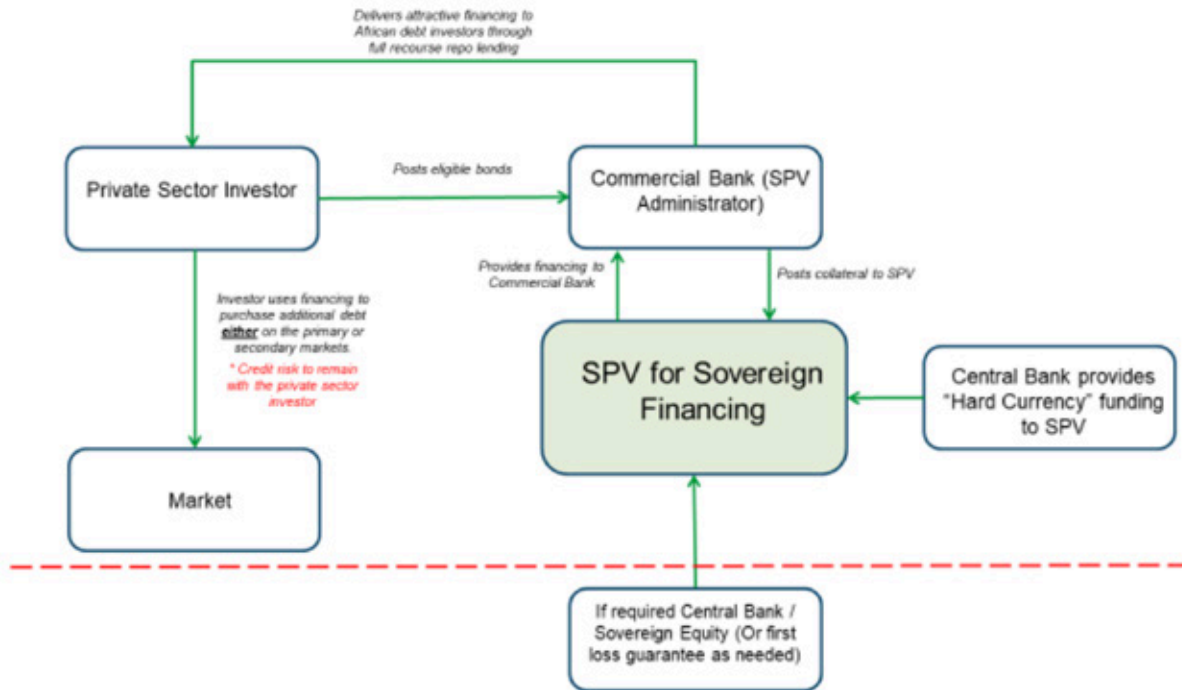 Delivers attractive financing to
African debt investors through
full recourse repo lending
Private Sector Investor
Posts eligible bonds
Commercial Bank (SPV
Administrator)
Provides financing to
Commercial Bank
Posts collateral to SPV
Investor uses financing to
purchase additional debt
either on the primary or
secondary markets.
* Credit risk to remain
with the private sector
investor
SPV for Sovereign
Financing
Central Bank provides
“Hard Currency” funding
to SPV
Market
If required Central Bank /
Sovereign Equity (Or first
loss guarantee as needed)